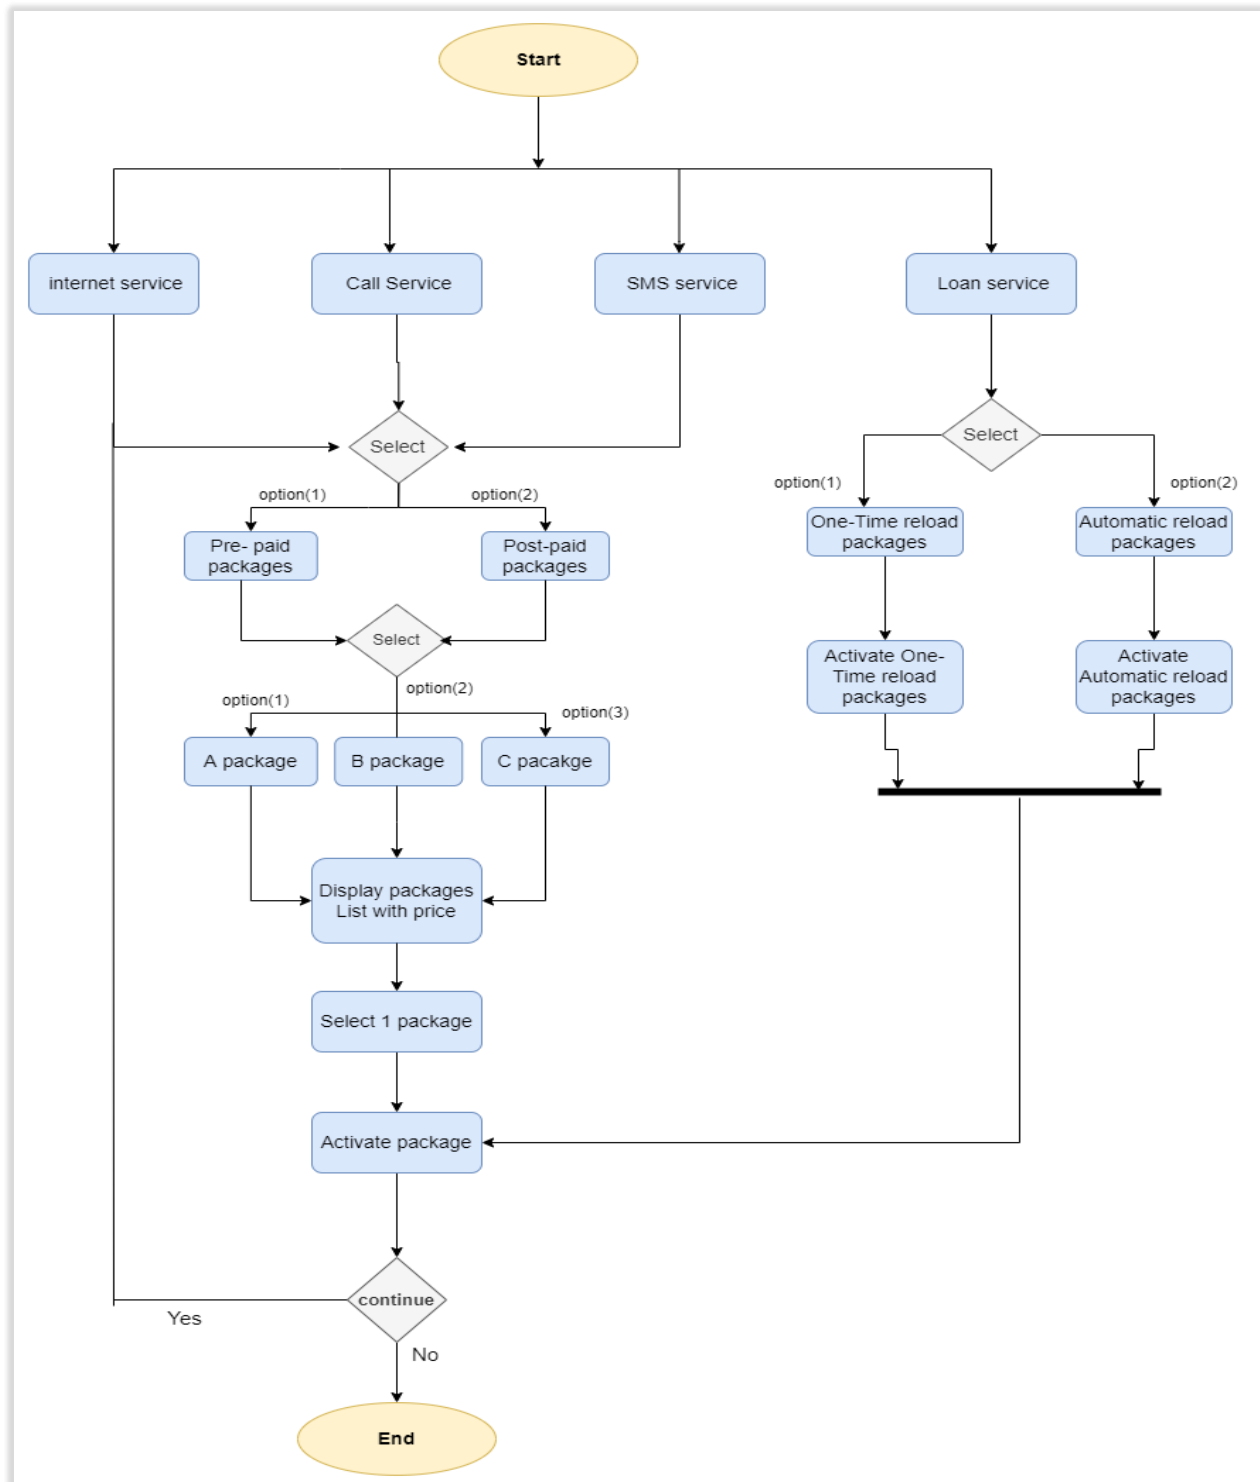 Start
internet service
Call Service
SMS service
Loan service
Select
Select
option(1)
option(2)
option(1)
option(2)
Pre- paid
packages
Post-paid
packages
One-Time reload
packages
Automatic reload
packages
Select
Activate One-
Time reload
packages
Activate
Automatic reload
packages
option(1)
option(2)
option(3)
A package
B package
C pacakge
Display packages
List with price
Select 1 package
Activate package
continue
Yes
No
End